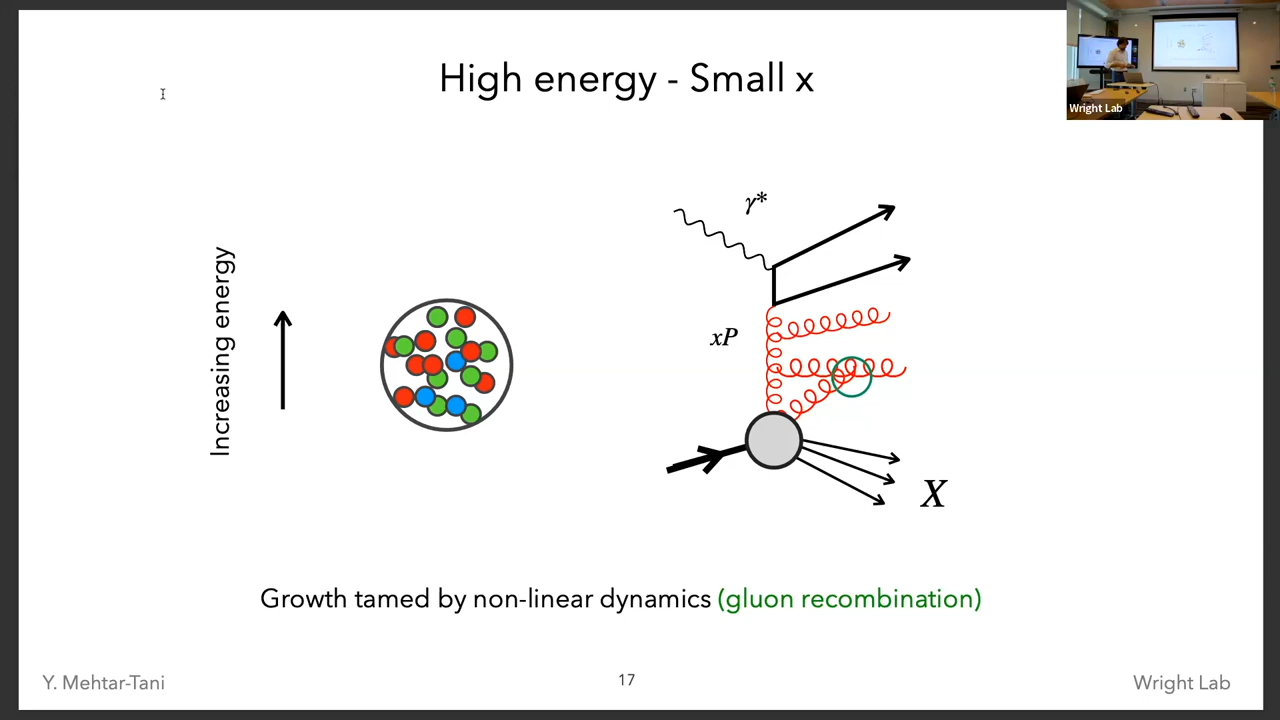 High energy - Small x
Wright Lab
Increasing energy
γ*
xP
X
Growth tamed by non-linear dynamics (gluon recombination)
Y. Mehtar-Tani
17
Wright Lab